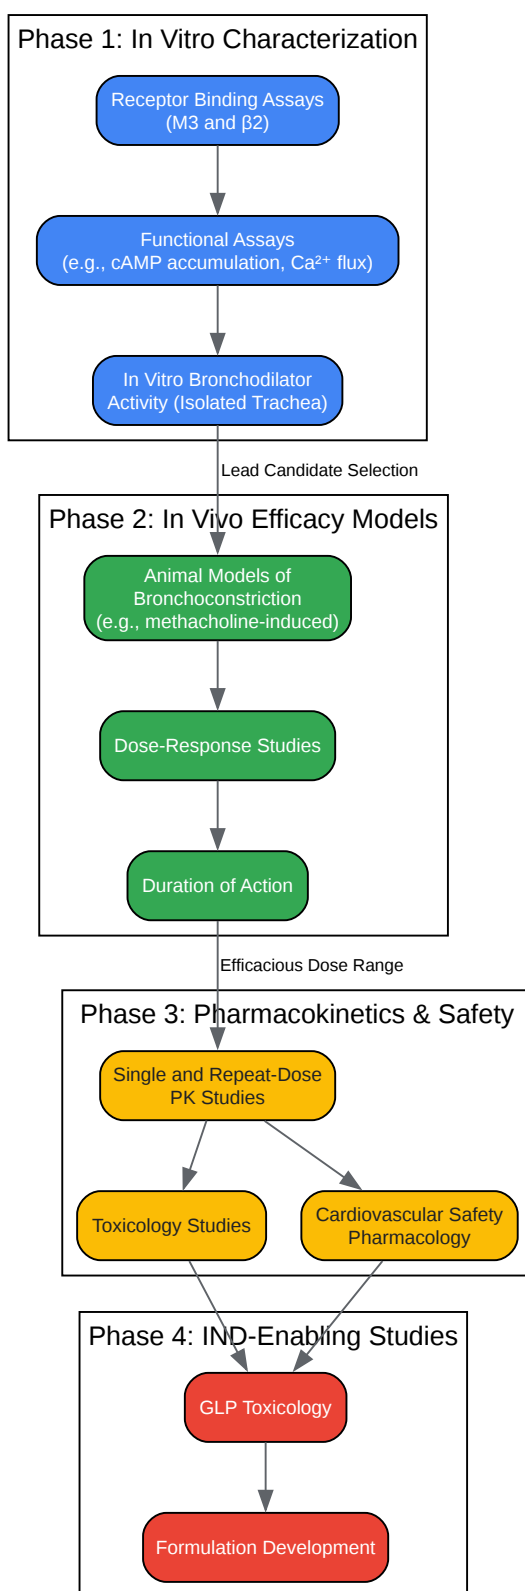 Phase 1: In Vitro Characterization
Receptor Binding Assays
(M3 and β2)
Functional Assays
(e.g., cAMP accumulation, Ca²⁺ flux)
In Vitro Bronchodilator
Activity (Isolated Trachea)
Lead Candidate Selection
Phase 2: In Vivo Efficacy Models
Animal Models of
Bronchoconstriction
(e.g., methacholine-induced)
Dose-Response Studies
Duration of Action
Efficacious Dose Range
Phase 3: Pharmacokinetics & Safety
Single and Repeat-Dose
PK Studies
Toxicology Studies
Cardiovascular Safety
Pharmacology
Phase 4: IND-Enabling Studies
GLP Toxicology
Formulation Development